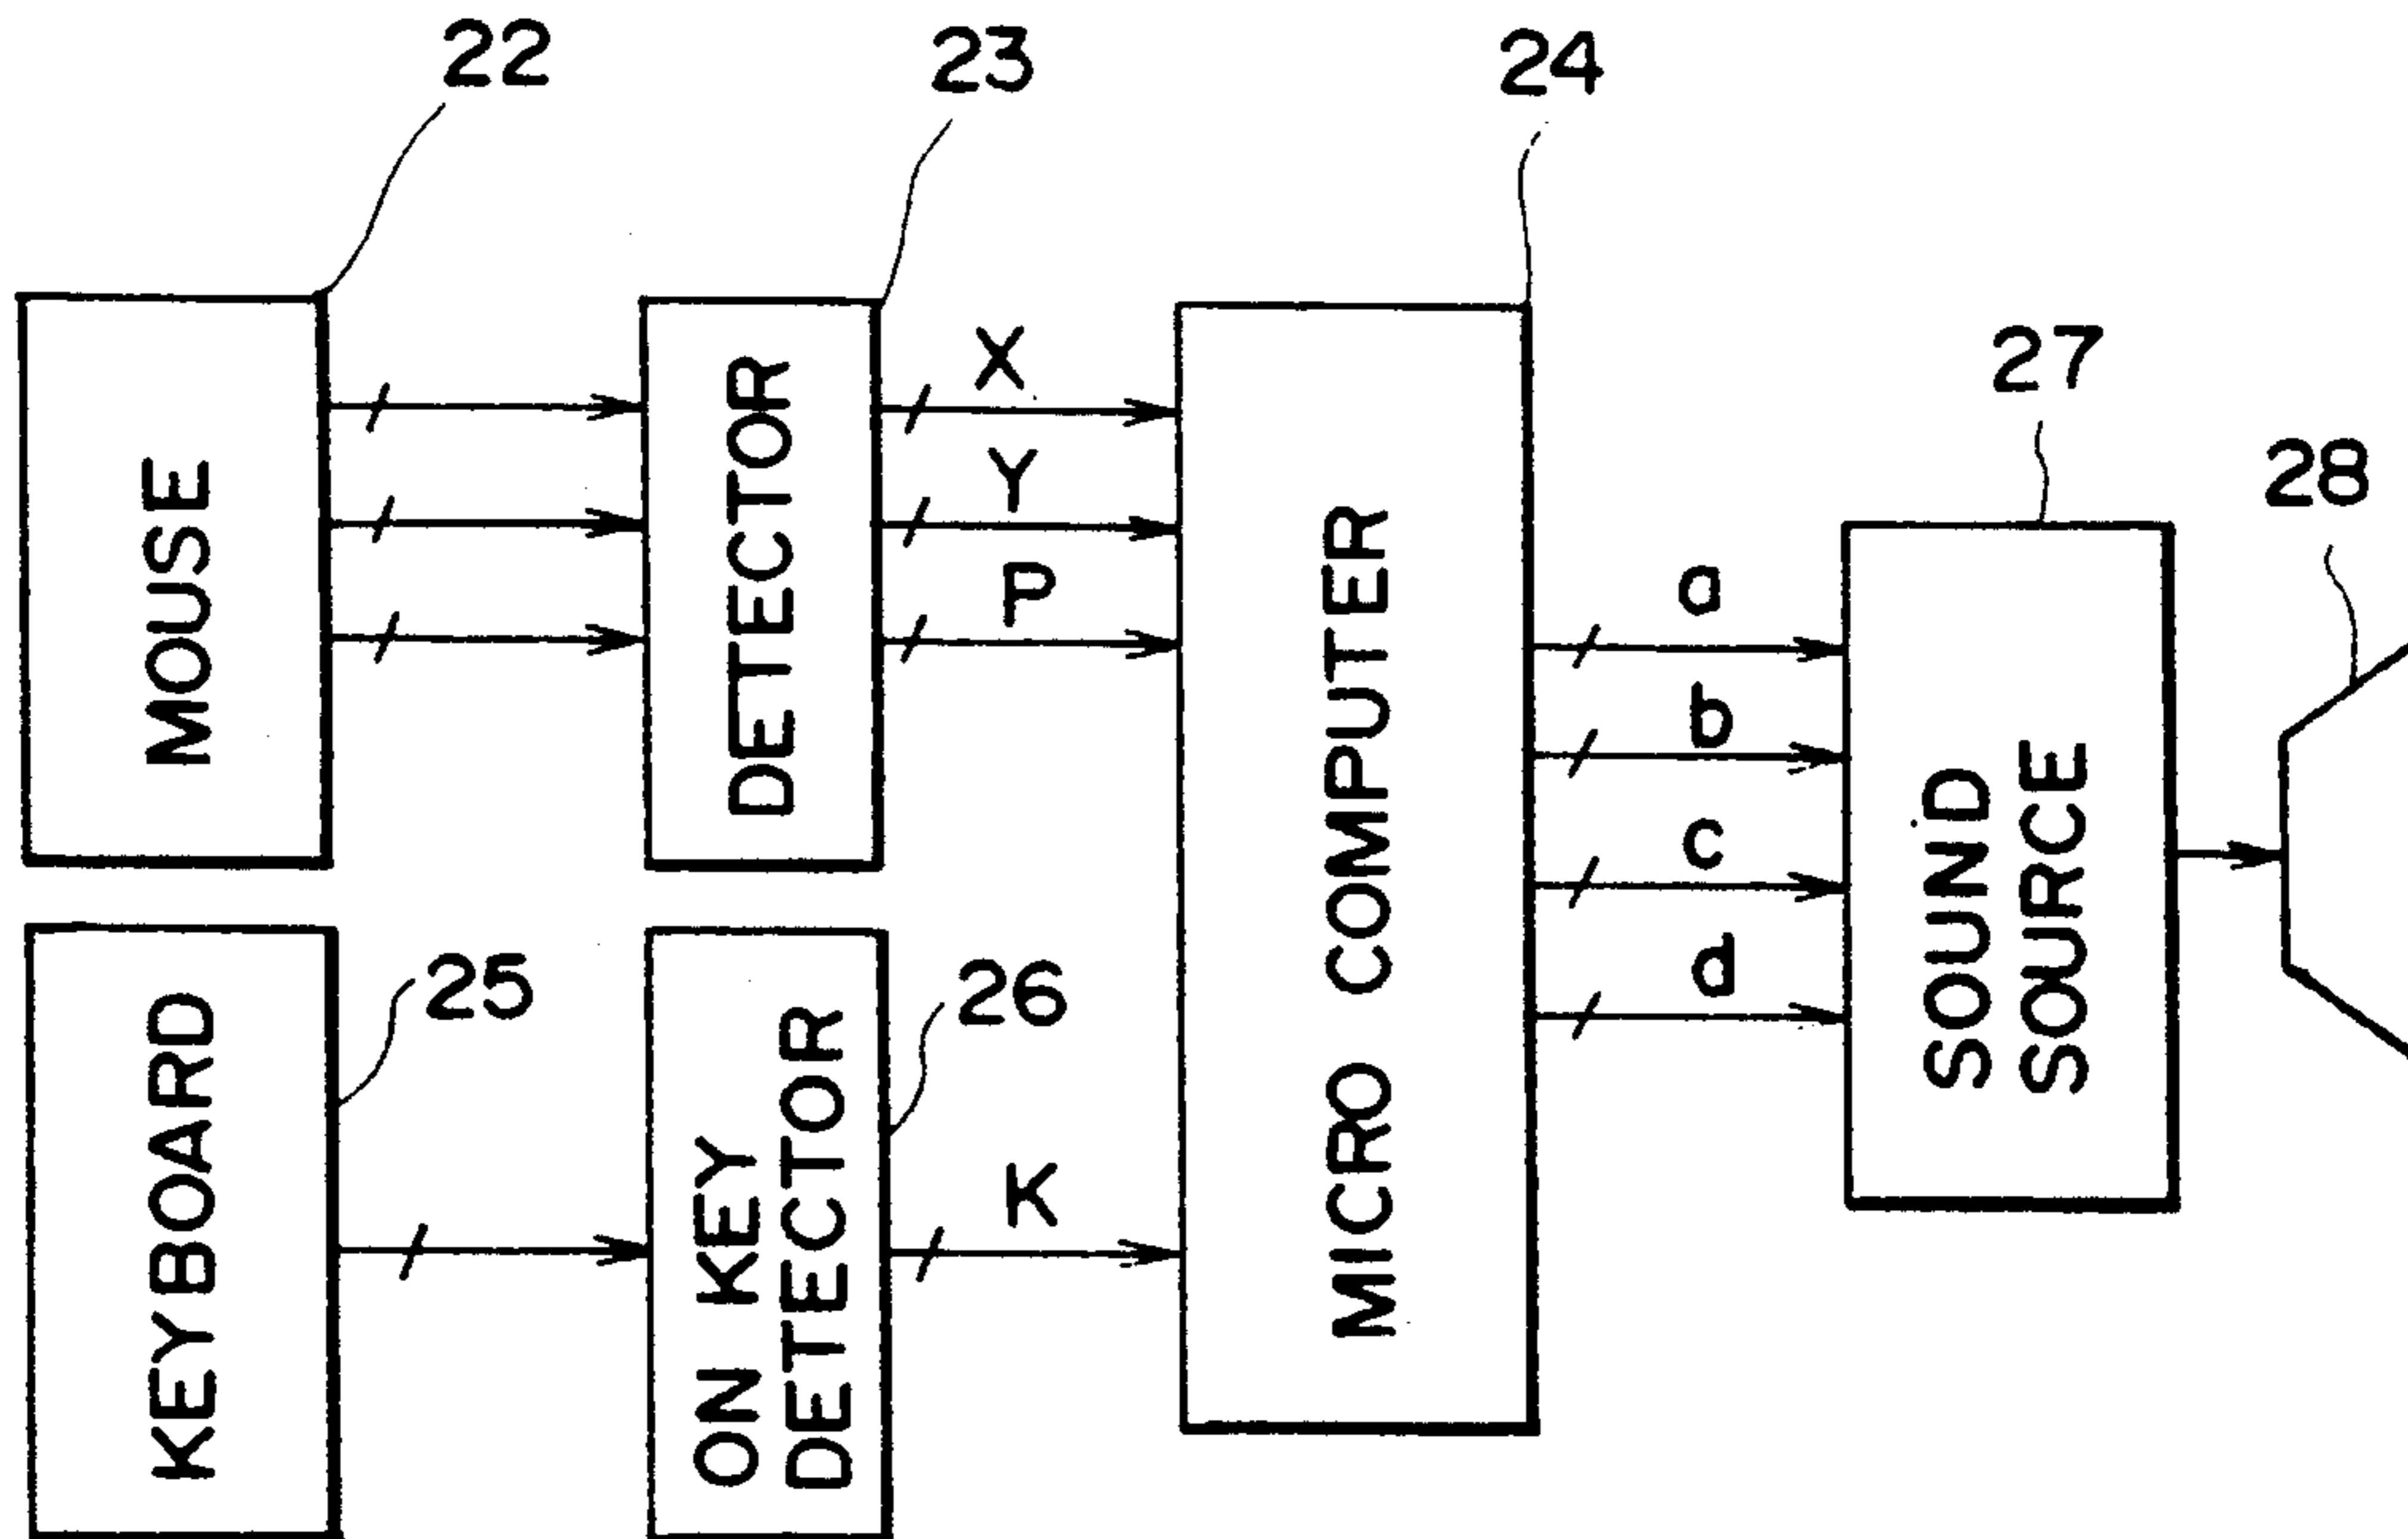 22
23
24
27
28
MOUSE
DETECTOR
X
Y
P
MICRO COMPUTER
a
b
c
d
SOUND
SOURCE
KEYBOARD
25
ON KEY
DETECTOR
26
K